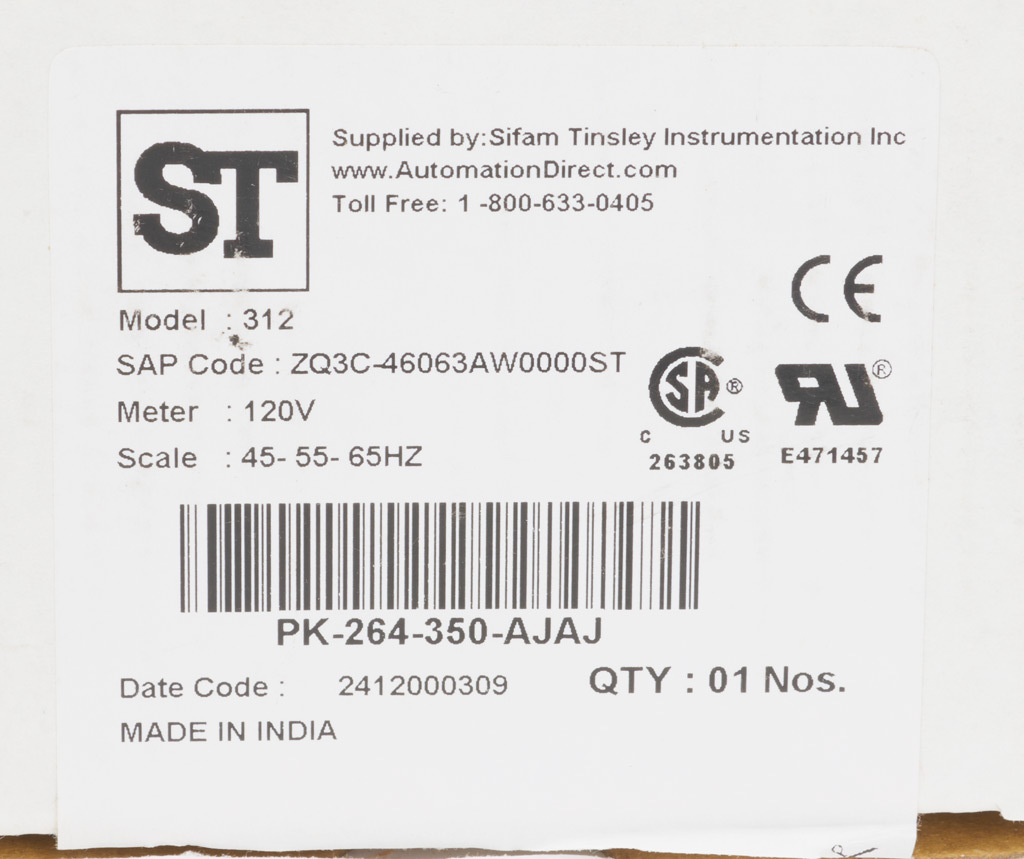 ST
Supplied by:Sifam Tinsley Instrumentation Inc
www.AutomationDirect.com
Toll Free: 1 -800-633-0405
CE
Model : 312
SAP Code : ZQ3C-46063AW0000ST
Meter : 120V
Scale : 45- 55- 65HZ
SA ®
C US
263805
RU ®
E471457
PK-264-350-AJAJ
Date Code : 2412000309
QTY : 01 Nos.
MADE IN INDIA